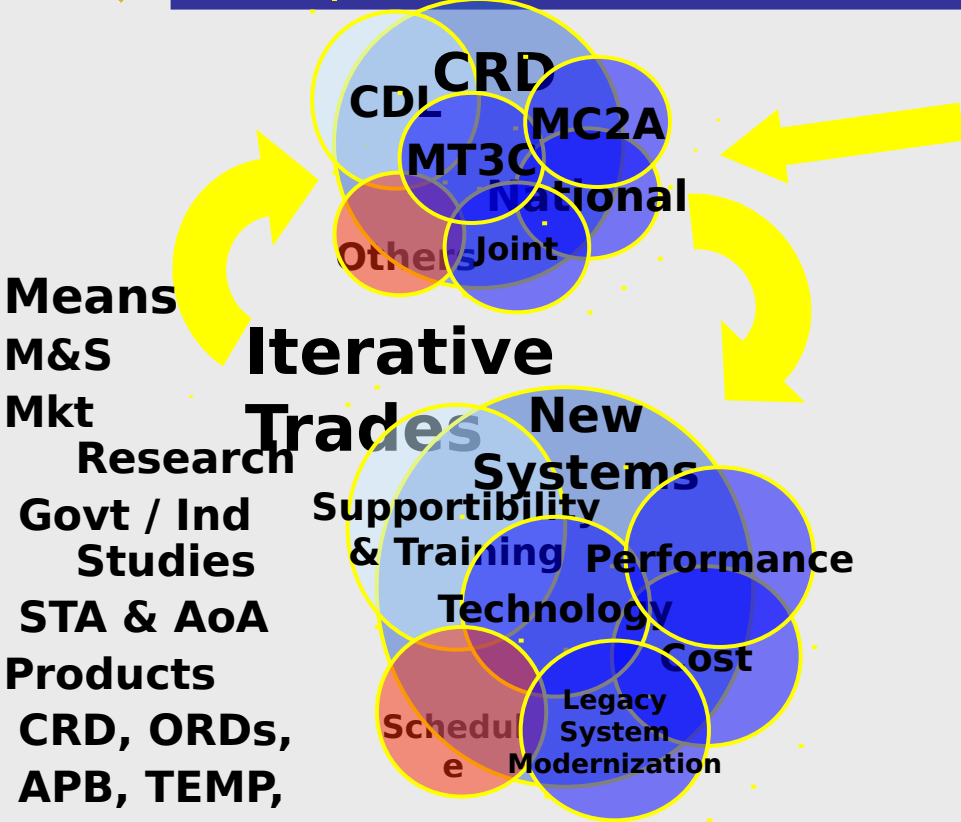 CRD
CDL
MC2A
MT3C
National
Others
Joint
Means
M&S
Mkt
Research
Govt / Ind
Studies
STA & AoA
Products
CRD, ORDs,
APB, TEMP,
Iterative
Trades
New
Systems
Supportibility
& Training
Performance
Technology
Cost
Schedul
e
Legacy
System
Modernization